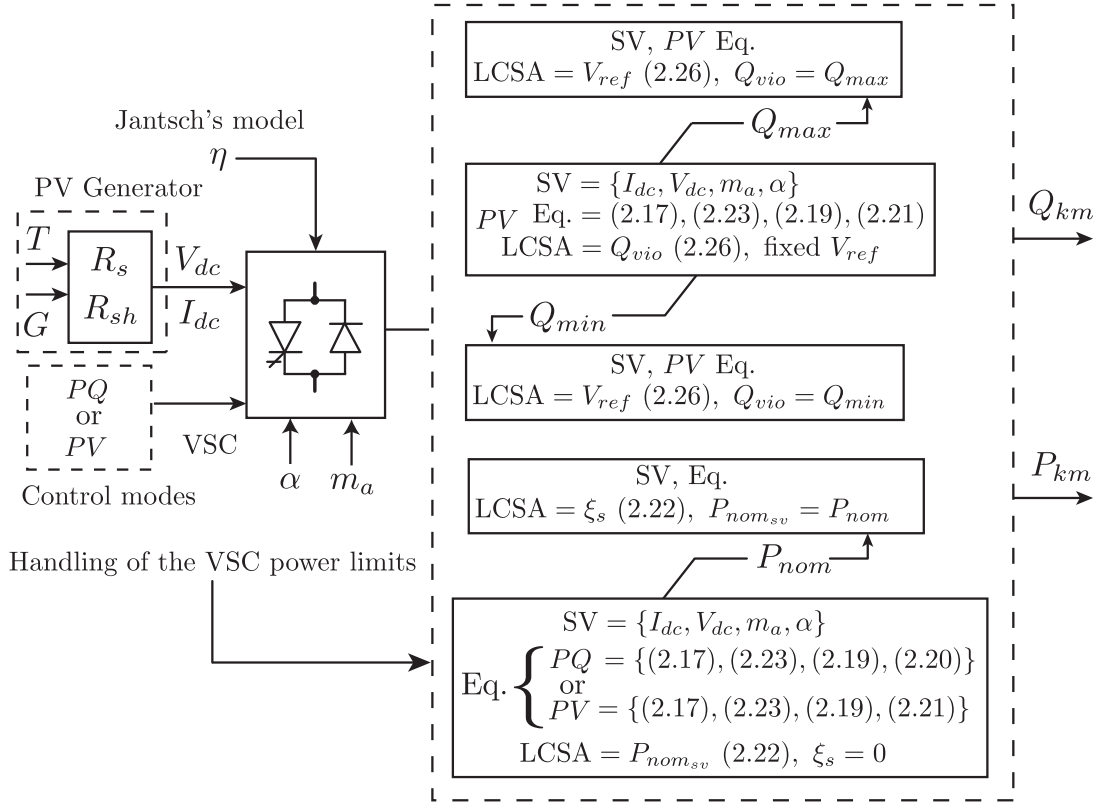 Jantsch's model
η
PV Generator
T
G
R_s
R_sh
V_dc
I_dc
PQ
or
PV
VSC
Control modes
α
m_a
Handling of the VSC power limits
SV, PV Eq.
LCSA = V_ref (2.26), Q_vio = Q_max
Q_max
SV = {I_dc, V_dc, m_a, α}
PV Eq. = (2.17), (2.23), (2.19), (2.21)
LCSA = Q_vio (2.26), fixed V_ref
Q_min
SV, PV Eq.
LCSA = V_ref (2.26), Q_vio = Q_min
SV, Eq.
LCSA = ξ_s (2.22), P_nom_sv = P_nom
P_nom
SV = {I_dc, V_dc, m_a, α}
Eq. { PQ = {(2.17), (2.23), (2.19), (2.20)}
or
PV = {(2.17), (2.23), (2.19), (2.21)}
LCSA = P_nom_sv (2.22), ξ_s = 0
Q_km
P_km